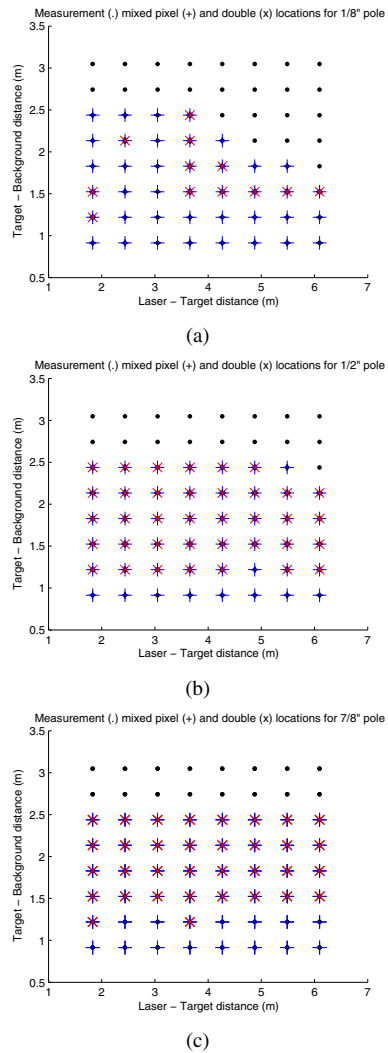 Measurement (.) mixed pixel (+) and double (x) locations for 1/8" pole
3.5
3
2.5
2
1.5
1
0.5
Target − Background distance (m)
1 2 3 4 5 6 7
Laser − Target distance (m)
(a)
Measurement (.) mixed pixel (+) and double (x) locations for 1/2" pole
3.5
3
2.5
2
1.5
1
0.5
Target − Background distance (m)
1 2 3 4 5 6 7
Laser − Target distance (m)
(b)
Measurement (.) mixed pixel (+) and double (x) locations for 7/8" pole
3.5
3
2.5
2
1.5
1
0.5
Target − Background distance (m)
1 2 3 4 5 6 7
Laser − Target distance (m)
(c)